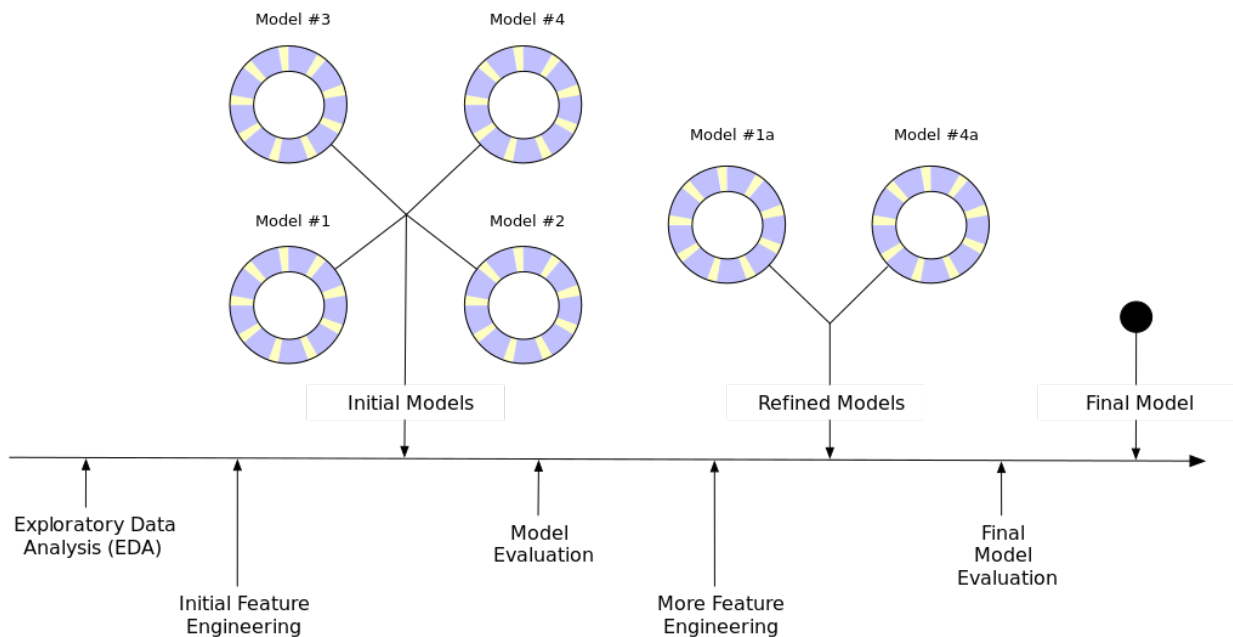 Model #3
Model #4
Model #1a
Model #4a
Model #1
Model #2
Initial Models
Refined Models
Final Model
Exploratory Data
Analysis (EDA)
Model
Evaluation
Final
Model
Evaluation
Initial Feature
Engineering
More Feature
Engineering